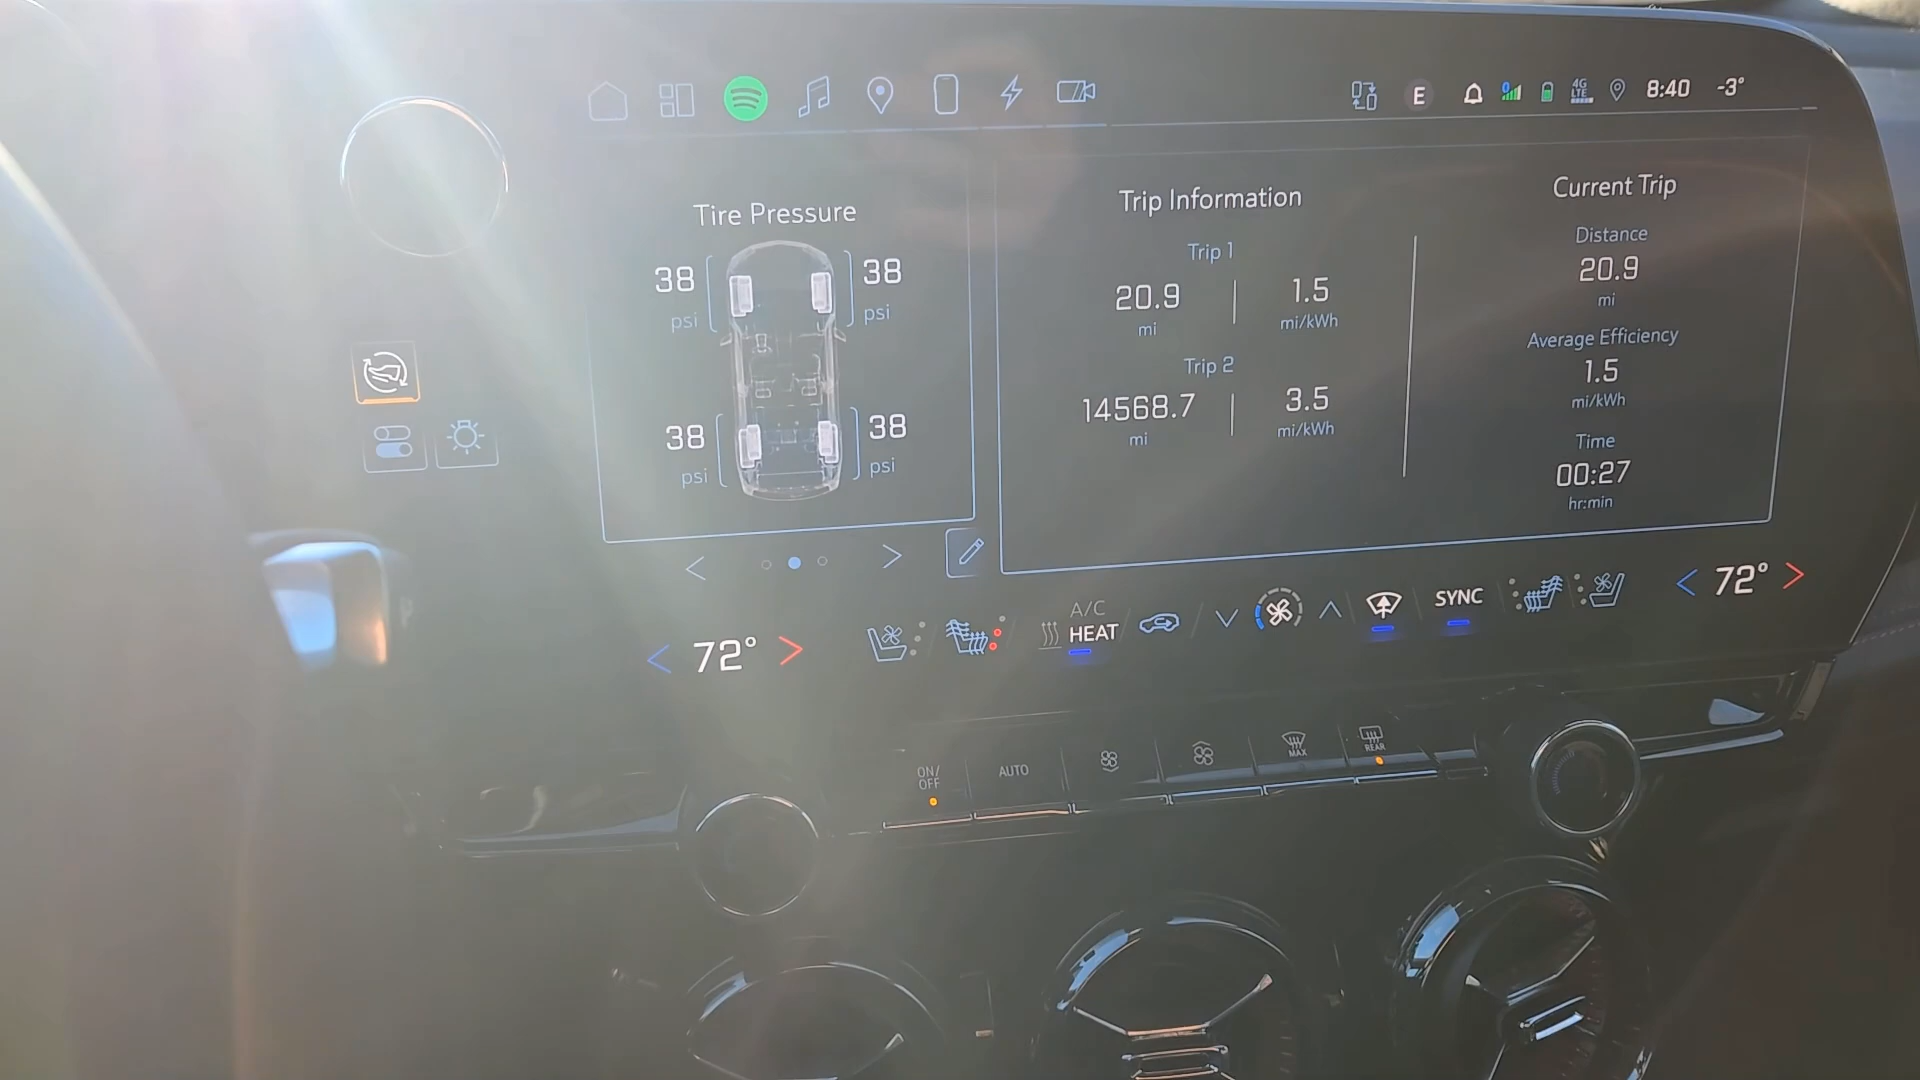 E
4G
LTE
8:40 -3°
Tire Pressure
38 psi
38 psi
38 psi
38 psi
Trip Information
Trip 1
20.9 mi
1.5 mi/kWh
Trip 2
14568.7 mi
3.5 mi/kWh
Current Trip
Distance
20.9
mi
Average Efficiency
1.5
mi/kWh
Time
00:27
hr:min
72°
A/C
HEAT
SYNC
72°
ON/
OFF
AUTO
MAX
REAR